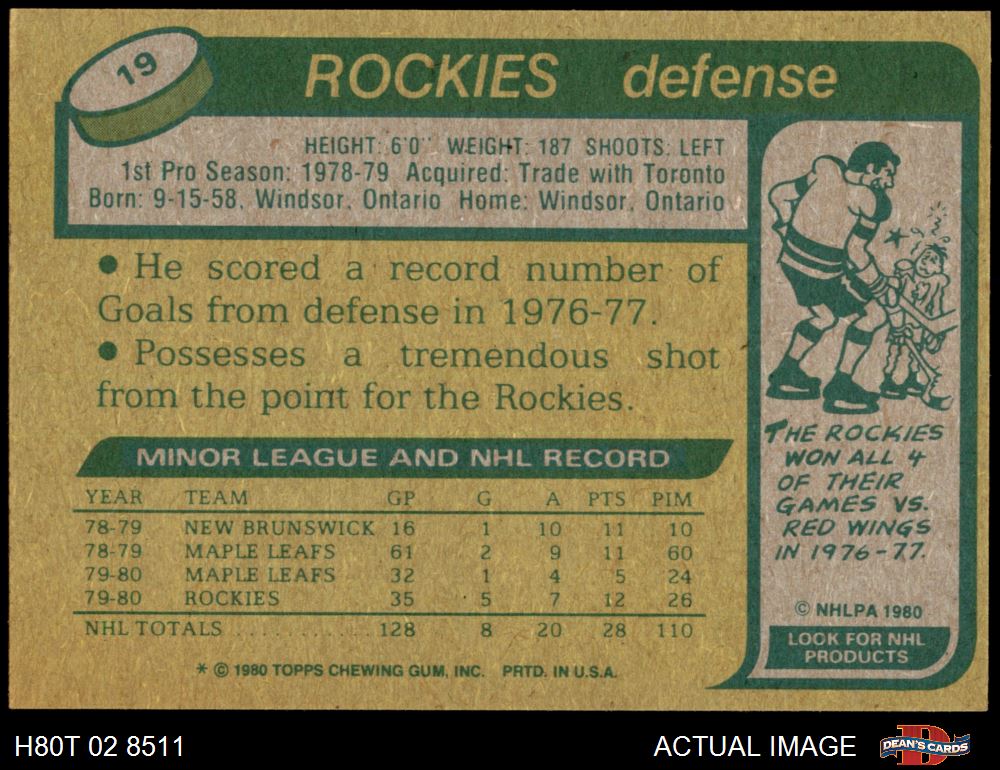 19
ROCKIES defense
HEIGHT: 6'0" WEIGHT: 187 SHOOTS: LEFT
1st Pro Season: 1978-79 Acquired: Trade with Toronto
Born: 9-15-58, Windsor, Ontario Home: Windsor, Ontario
● He scored a record number of
Goals from defense in 1976-77.
● Possesses a tremendous shot
from the point for the Rockies.
MINOR LEAGUE AND NHL RECORD
YEAR TEAM GP G A PTS PIM
78-79 NEW BRUNSWICK 16 1 10 11 10
78-79 MAPLE LEAFS 61 2 9 11 60
79-80 MAPLE LEAFS 32 1 4 5 24
79-80 ROCKIES 35 5 7 12 26
NHL TOTALS ............ 128 8 20 28 110
* © 1980 TOPPS CHEWING GUM, INC. PRTD. IN U.S.A.
THE ROCKIES
WON ALL 4
OF THEIR
GAMES VS.
RED WINGS
IN 1976-77.
© NHLPA 1980
LOOK FOR NHL
PRODUCTS
H80T 02 8511
ACTUAL IMAGE
D
DEAN'S CARDS